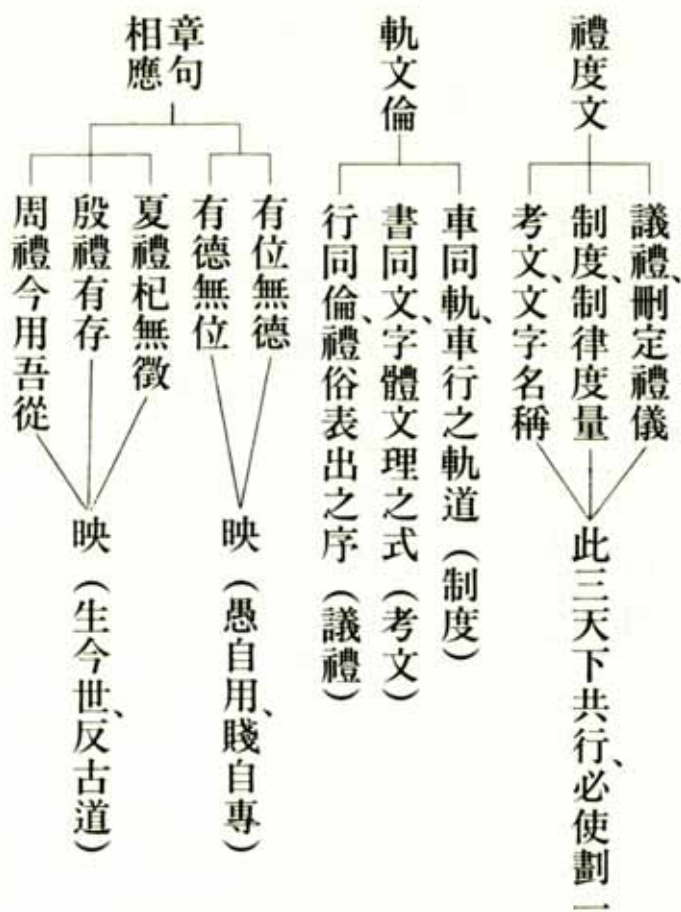 禮度文
議禮、刪定禮儀
制度、制律度量
考文、文字名稱
此三天下共行、必使劃一
軌文倫
車同軌、車行之軌道（制度）
書同文、字體文理之式（考文）
行同倫、禮俗表出之序（議禮）
章句
相應
有位無德
有德無位
映（愚自用、賤自專）
夏禮杞無徵
殷禮有存
周禮今用吾從
映（生今世、反古道）